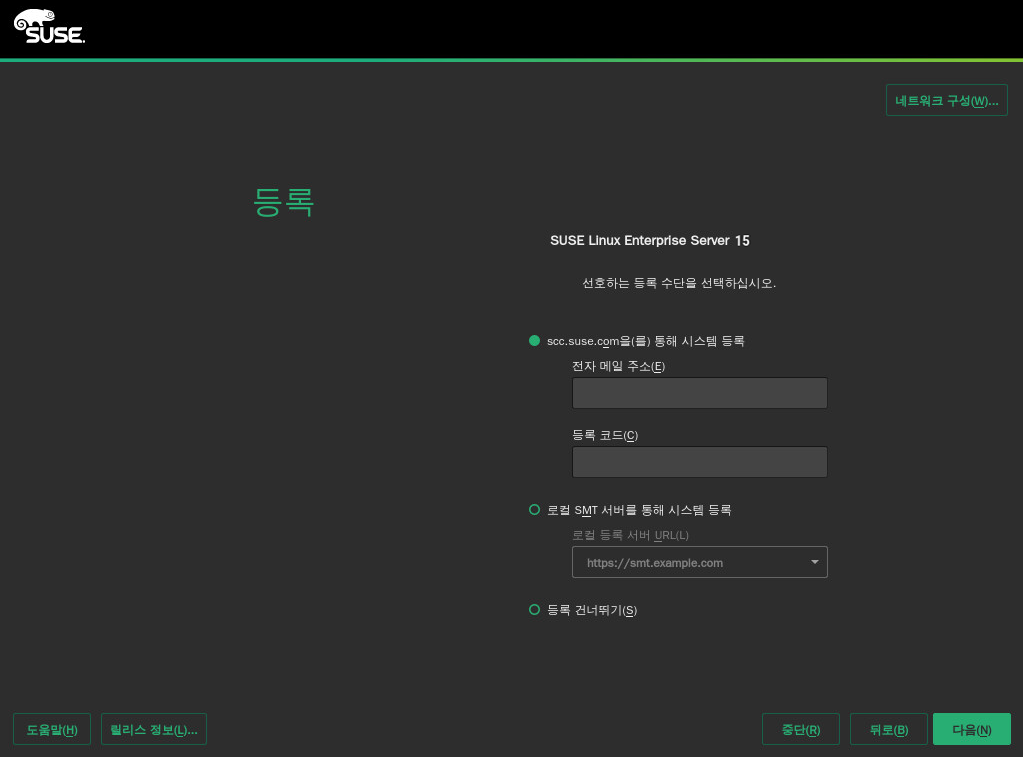 SUSE.
네트워크 구성(W)...
등록
SUSE Linux Enterprise Server 15
선호하는 등록 수단을 선택하십시오.
scc.suse.com을(를) 통해 시스템 등록
전자 메일 주소(E)
등록 코드(C)
로컬 SMT 서버를 통해 시스템 등록
로컬 등록 서버 URL(L)
https://smt.example.com
등록 건너뛰기(S)
도움말(H) 릴리스 정보(L)... 중단(R) 뒤로(B) 다음(N)